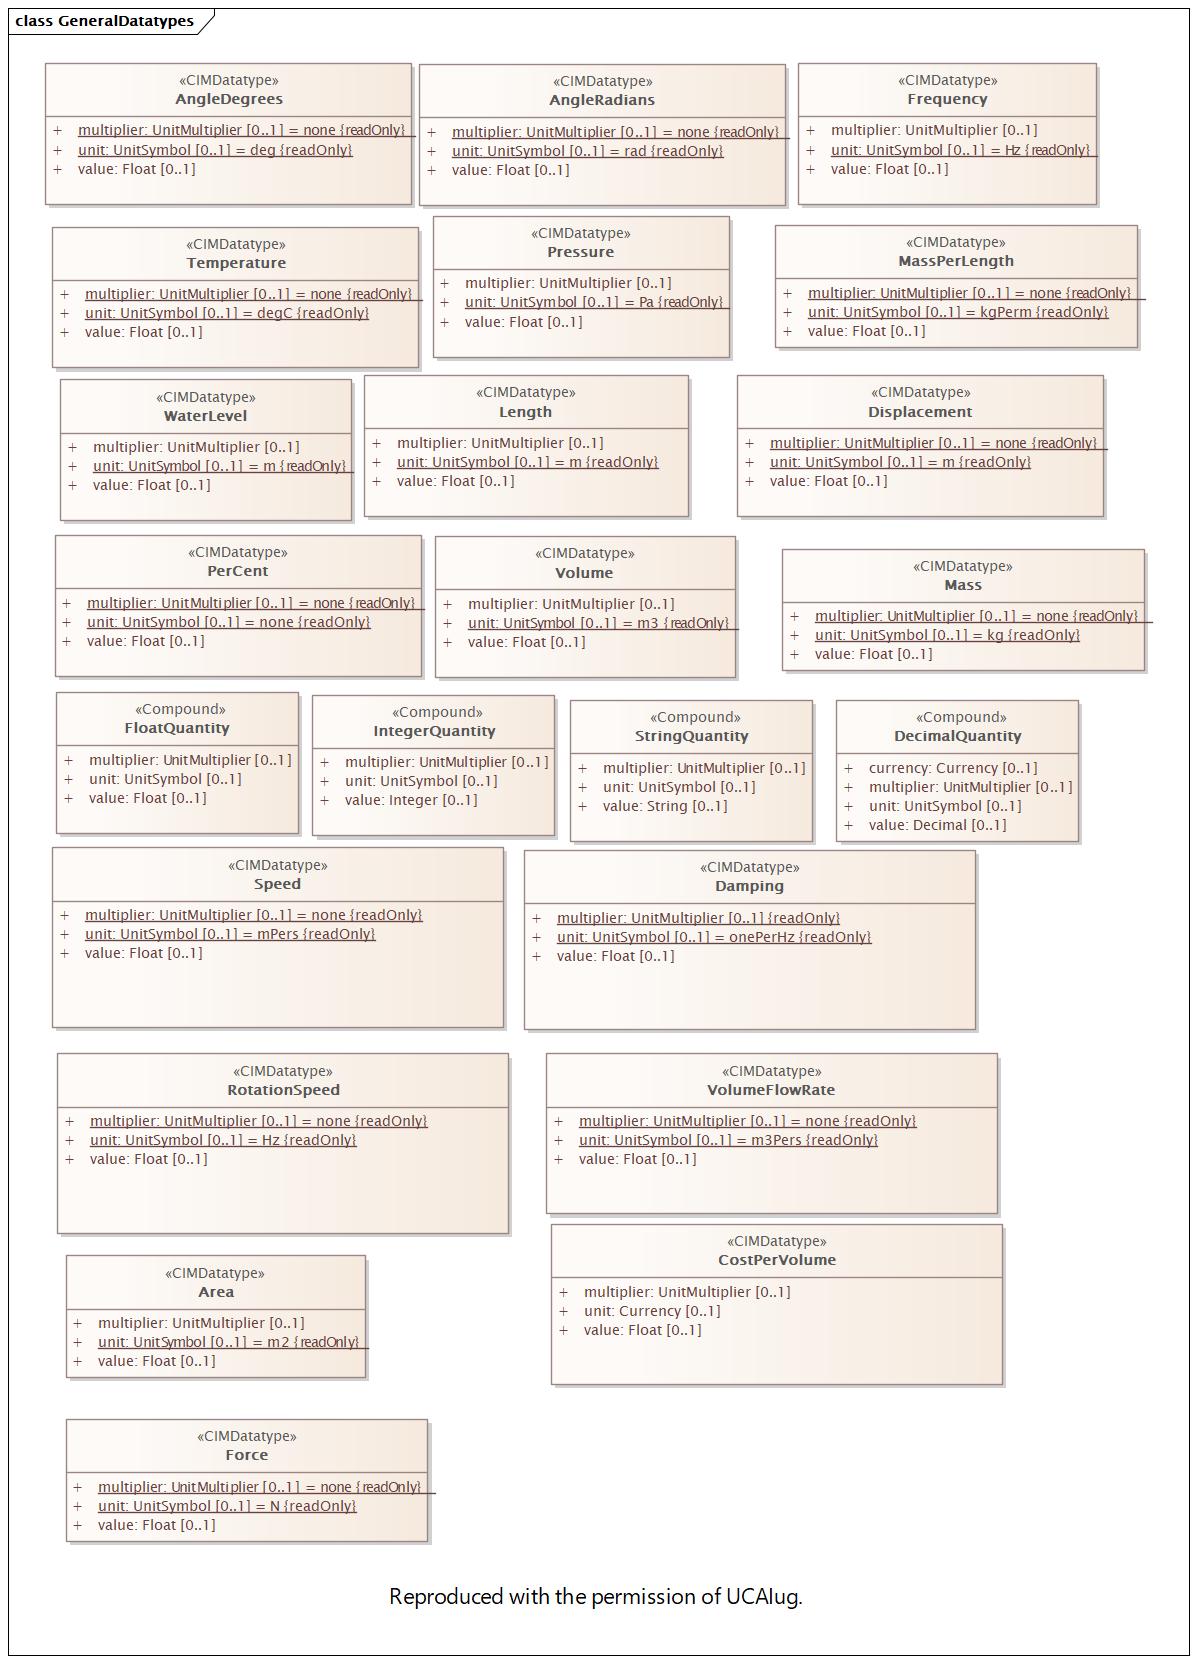 class GeneralDatatypes
«CIMDatatype»
AngleDegrees
+ multiplier: UnitMultiplier [0..1] = none {readOnly}
+ unit: UnitSymbol [0..1] = deg {readOnly}
+ value: Float [0..1]
«CIMDatatype»
AngleRadians
+ multiplier: UnitMultiplier [0..1] = none {readOnly}
+ unit: UnitSymbol [0..1] = rad {readOnly}
+ value: Float [0..1]
«CIMDatatype»
Frequency
+ multiplier: UnitMultiplier [0..1]
+ unit: UnitSymbol [0..1] = Hz {readOnly}
+ value: Float [0..1]
«CIMDatatype»
Temperature
+ multiplier: UnitMultiplier [0..1] = none {readOnly}
+ unit: UnitSymbol [0..1] = degC {readOnly}
+ value: Float [0..1]
«CIMDatatype»
Pressure
+ multiplier: UnitMultiplier [0..1]
+ unit: UnitSymbol [0..1] = Pa {readOnly}
+ value: Float [0..1]
«CIMDatatype»
MassPerLength
+ multiplier: UnitMultiplier [0..1] = none {readOnly}
+ unit: UnitSymbol [0..1] = kgPerm {readOnly}
+ value: Float [0..1]
«CIMDatatype»
WaterLevel
+ multiplier: UnitMultiplier [0..1]
+ unit: UnitSymbol [0..1] = m {readOnly}
+ value: Float [0..1]
«CIMDatatype»
Length
+ multiplier: UnitMultiplier [0..1]
+ unit: UnitSymbol [0..1] = m {readOnly}
+ value: Float [0..1]
«CIMDatatype»
Displacement
+ multiplier: UnitMultiplier [0..1] = none {readOnly}
+ unit: UnitSymbol [0..1] = m {readOnly}
+ value: Float [0..1]
«CIMDatatype»
PerCent
+ multiplier: UnitMultiplier [0..1] = none {readOnly}
+ unit: UnitSymbol [0..1] = none {readOnly}
+ value: Float [0..1]
«CIMDatatype»
Volume
+ multiplier: UnitMultiplier [0..1]
+ unit: UnitSymbol [0..1] = m3 {readOnly}
+ value: Float [0..1]
«CIMDatatype»
Mass
+ multiplier: UnitMultiplier [0..1] = none {readOnly}
+ unit: UnitSymbol [0..1] = kg {readOnly}
+ value: Float [0..1]
«Compound»
FloatQuantity
+ multiplier: UnitMultiplier [0..1]
+ unit: UnitSymbol [0..1]
+ value: Float [0..1]
«Compound»
IntegerQuantity
+ multiplier: UnitMultiplier [0..1]
+ unit: UnitSymbol [0..1]
+ value: Integer [0..1]
«Compound»
StringQuantity
+ multiplier: UnitMultiplier [0..1]
+ unit: UnitSymbol [0..1]
+ value: String [0..1]
«Compound»
DecimalQuantity
+ currency: Currency [0..1]
+ multiplier: UnitMultiplier [0..1]
+ unit: UnitSymbol [0..1]
+ value: Decimal [0..1]
«CIMDatatype»
Speed
+ multiplier: UnitMultiplier [0..1] = none {readOnly}
+ unit: UnitSymbol [0..1] = mPers {readOnly}
+ value: Float [0..1]
«CIMDatatype»
Damping
+ multiplier: UnitMultiplier [0..1] {readOnly}
+ unit: UnitSymbol [0..1] = onePerHz {readOnly}
+ value: Float [0..1]
«CIMDatatype»
RotationSpeed
+ multiplier: UnitMultiplier [0..1] = none {readOnly}
+ unit: UnitSymbol [0..1] = Hz {readOnly}
+ value: Float [0..1]
«CIMDatatype»
VolumeFlowRate
+ multiplier: UnitMultiplier [0..1] = none {readOnly}
+ unit: UnitSymbol [0..1] = m3Pers {readOnly}
+ value: Float [0..1]
«CIMDatatype»
Area
+ multiplier: UnitMultiplier [0..1]
+ unit: UnitSymbol [0..1] = m2 {readOnly}
+ value: Float [0..1]
«CIMDatatype»
CostPerVolume
+ multiplier: UnitMultiplier [0..1]
+ unit: Currency [0..1]
+ value: Float [0..1]
«CIMDatatype»
Force
+ multiplier: UnitMultiplier [0..1] = none {readOnly}
+ unit: UnitSymbol [0..1] = N {readOnly}
+ value: Float [0..1]
Reproduced with the permission of UCAIug.